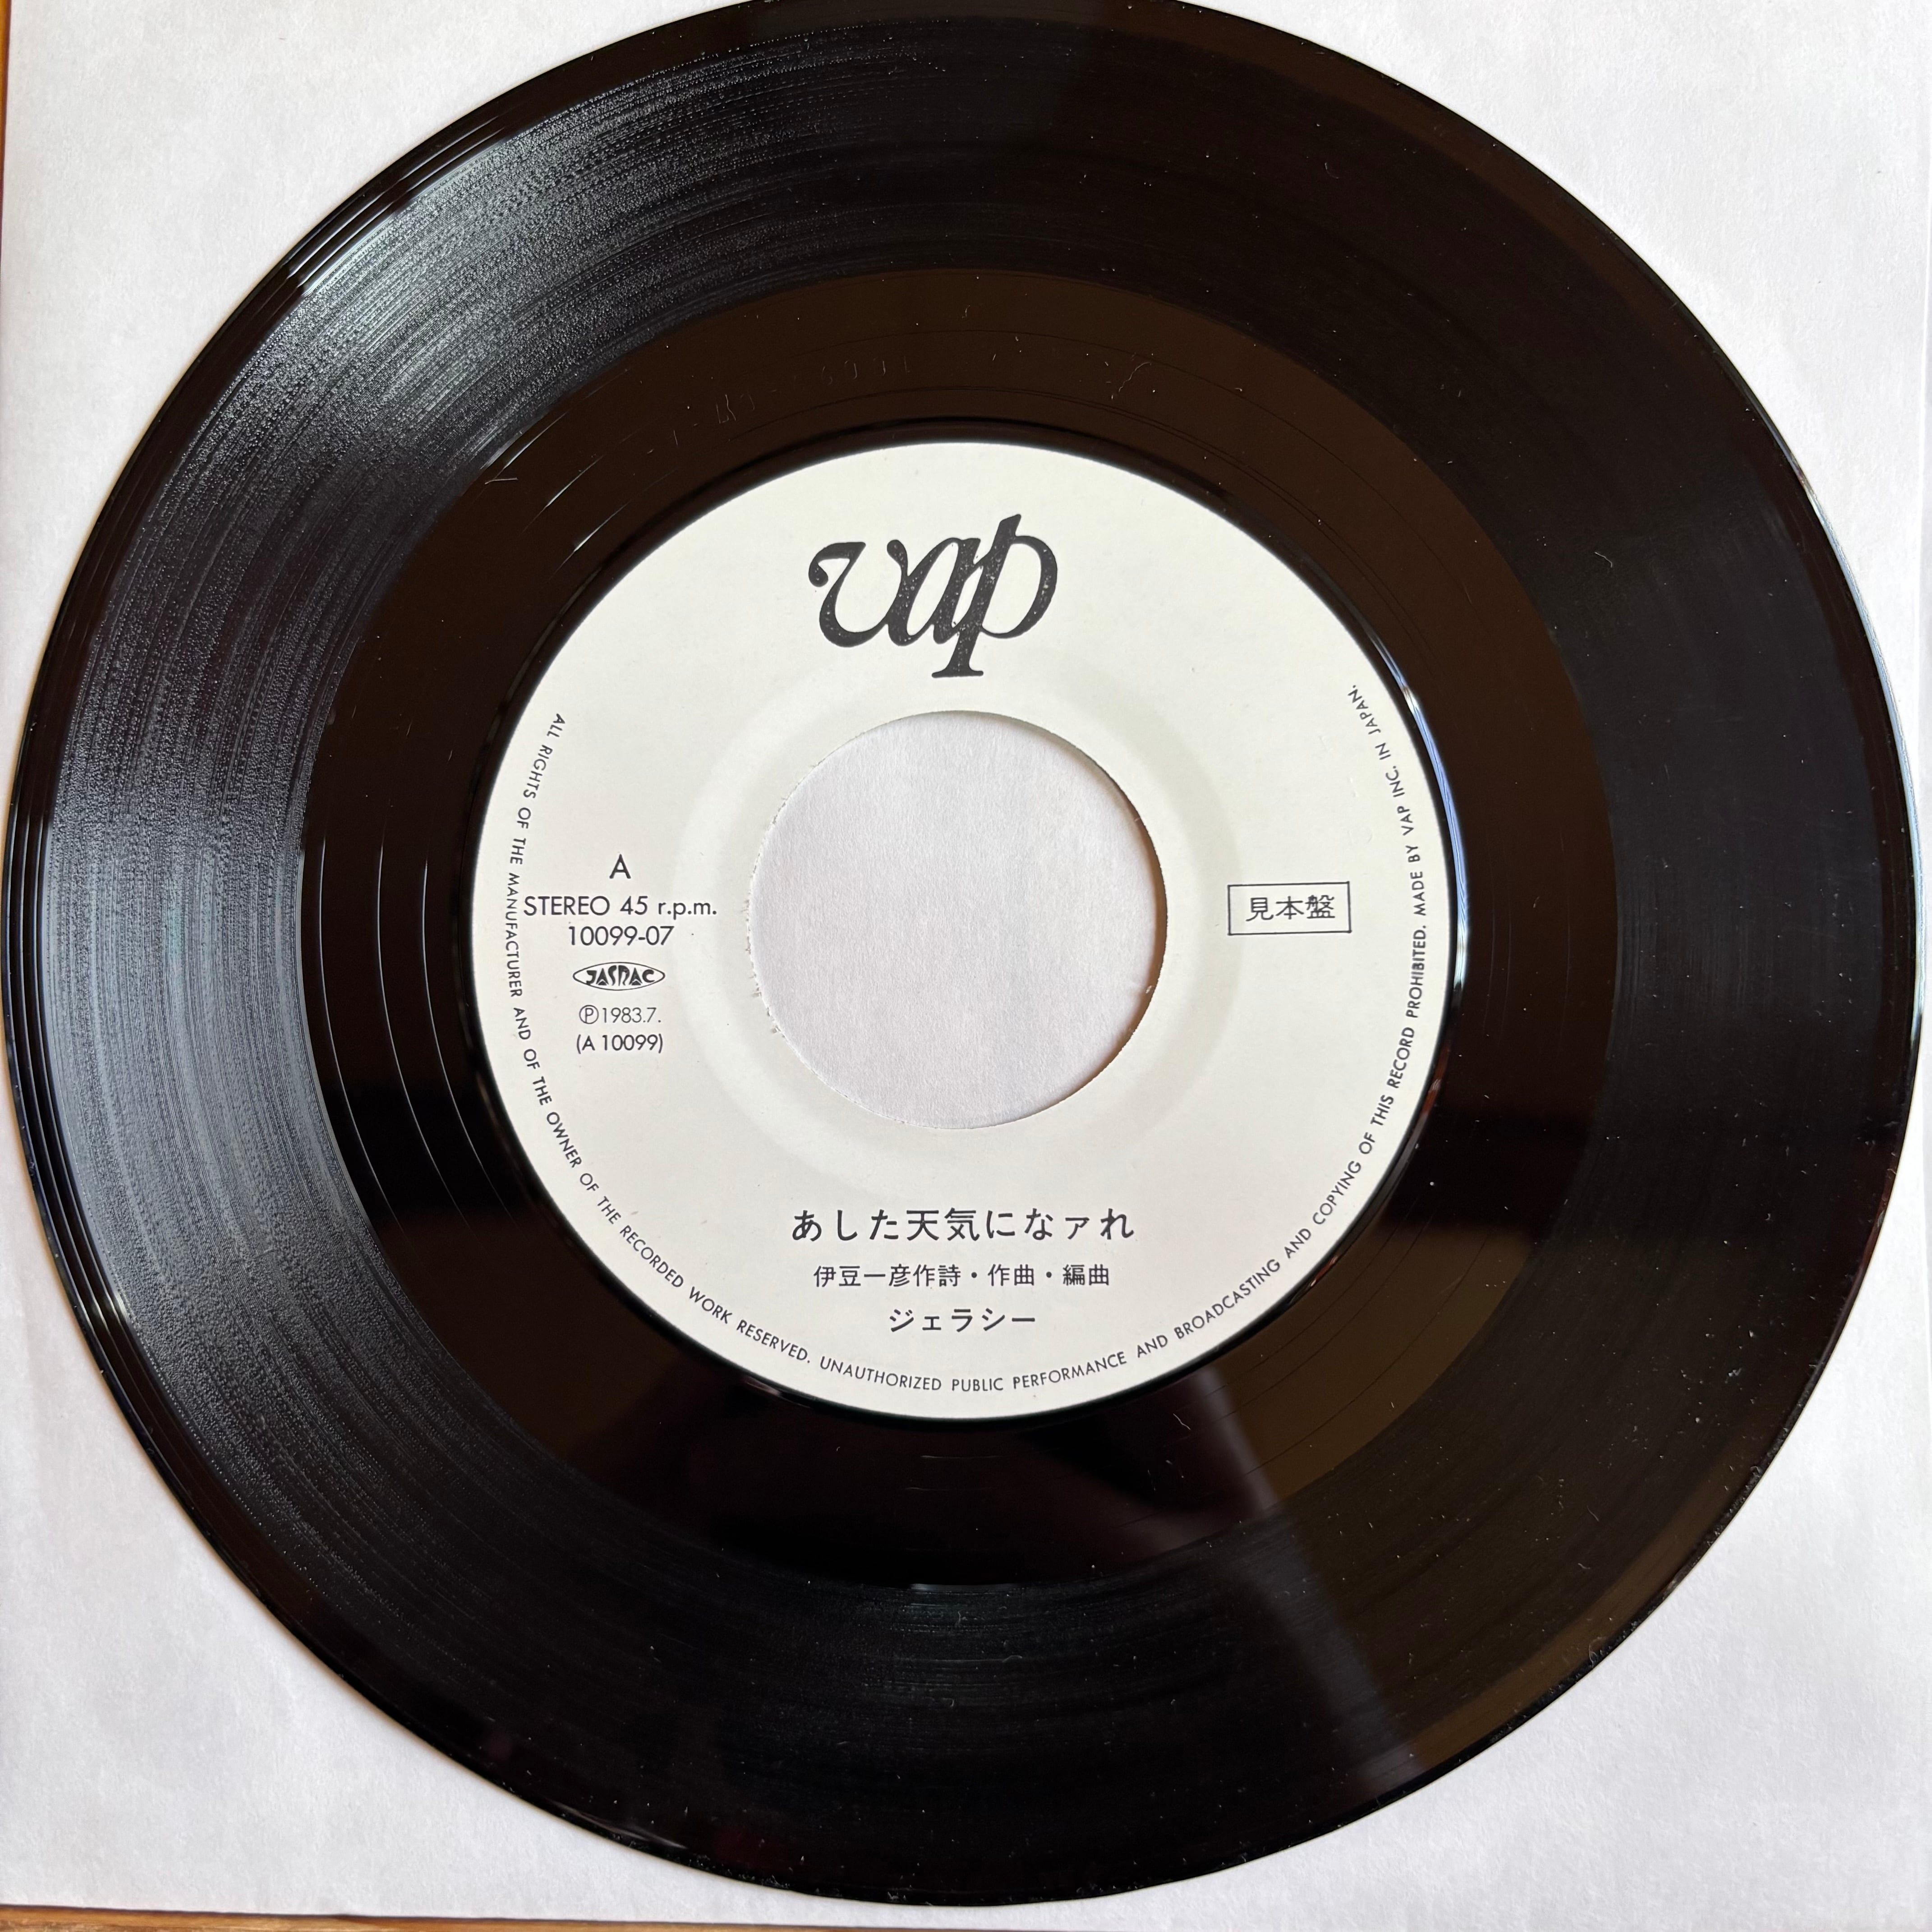 vap
A
STEREO 45 r.p.m.
10099-07
JASRAC
Ⓟ1983.7.
(A 10099)
見本盤
あした天気になァれ
伊豆一彦作詩・作曲・編曲
ジェラシー
ALL RIGHTS OF THE MANUFACTURER AND OF THE OWNER OF THE RECORDED WORK RESERVED. UNAUTHORIZED PUBLIC PERFORMANCE AND BROADCASTING AND COPYING OF THIS RECORD PROHIBITED. MADE BY VAP INC. IN JAPAN.